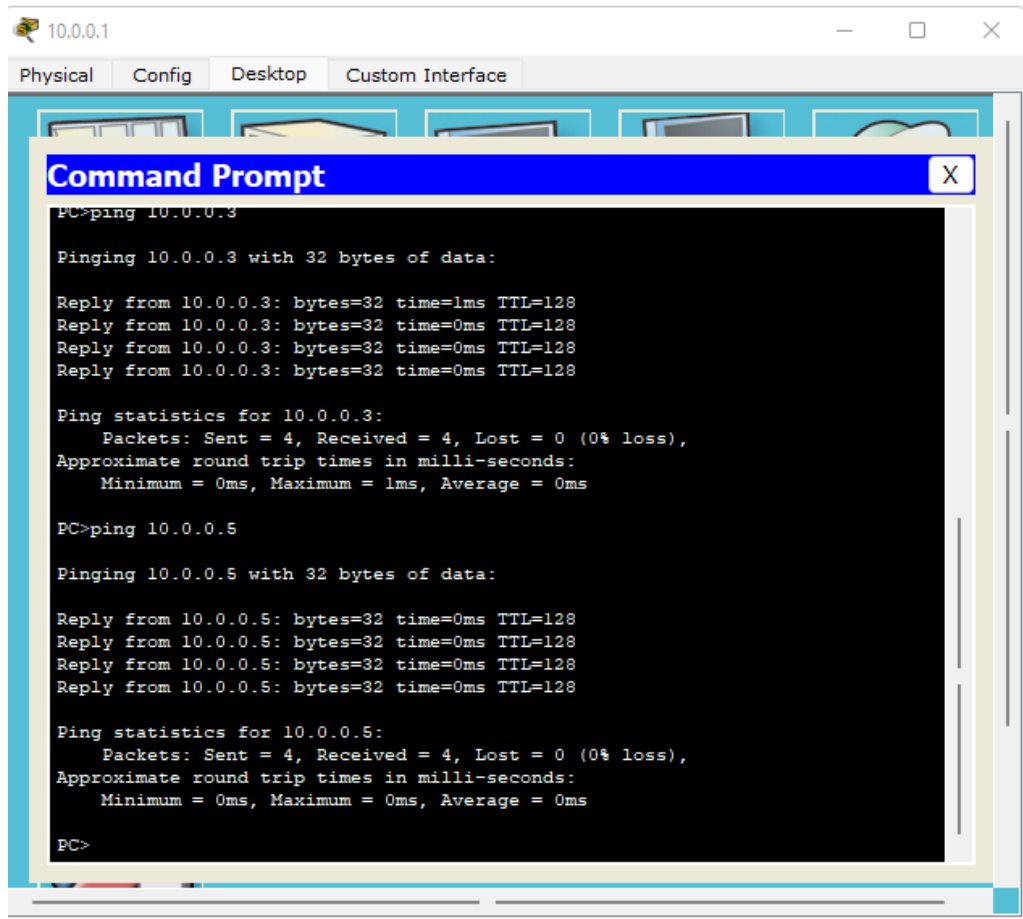 10.0.0.1
Physical Config Desktop Custom Interface
Command Prompt X
PC>ping 10.0.0.3
Pinging 10.0.0.3 with 32 bytes of data:
Reply from 10.0.0.3: bytes=32 time=1ms TTL=128
Reply from 10.0.0.3: bytes=32 time=0ms TTL=128
Reply from 10.0.0.3: bytes=32 time=0ms TTL=128
Reply from 10.0.0.3: bytes=32 time=0ms TTL=128
Ping statistics for 10.0.0.3:
Packets: Sent = 4, Received = 4, Lost = 0 (0% loss),
Approximate round trip times in milli-seconds:
Minimum = 0ms, Maximum = 1ms, Average = 0ms
PC>ping 10.0.0.5
Pinging 10.0.0.5 with 32 bytes of data:
Reply from 10.0.0.5: bytes=32 time=0ms TTL=128
Reply from 10.0.0.5: bytes=32 time=0ms TTL=128
Reply from 10.0.0.5: bytes=32 time=0ms TTL=128
Reply from 10.0.0.5: bytes=32 time=0ms TTL=128
Ping statistics for 10.0.0.5:
Packets: Sent = 4, Received = 4, Lost = 0 (0% loss),
Approximate round trip times in milli-seconds:
Minimum = 0ms, Maximum = 0ms, Average = 0ms
PC>